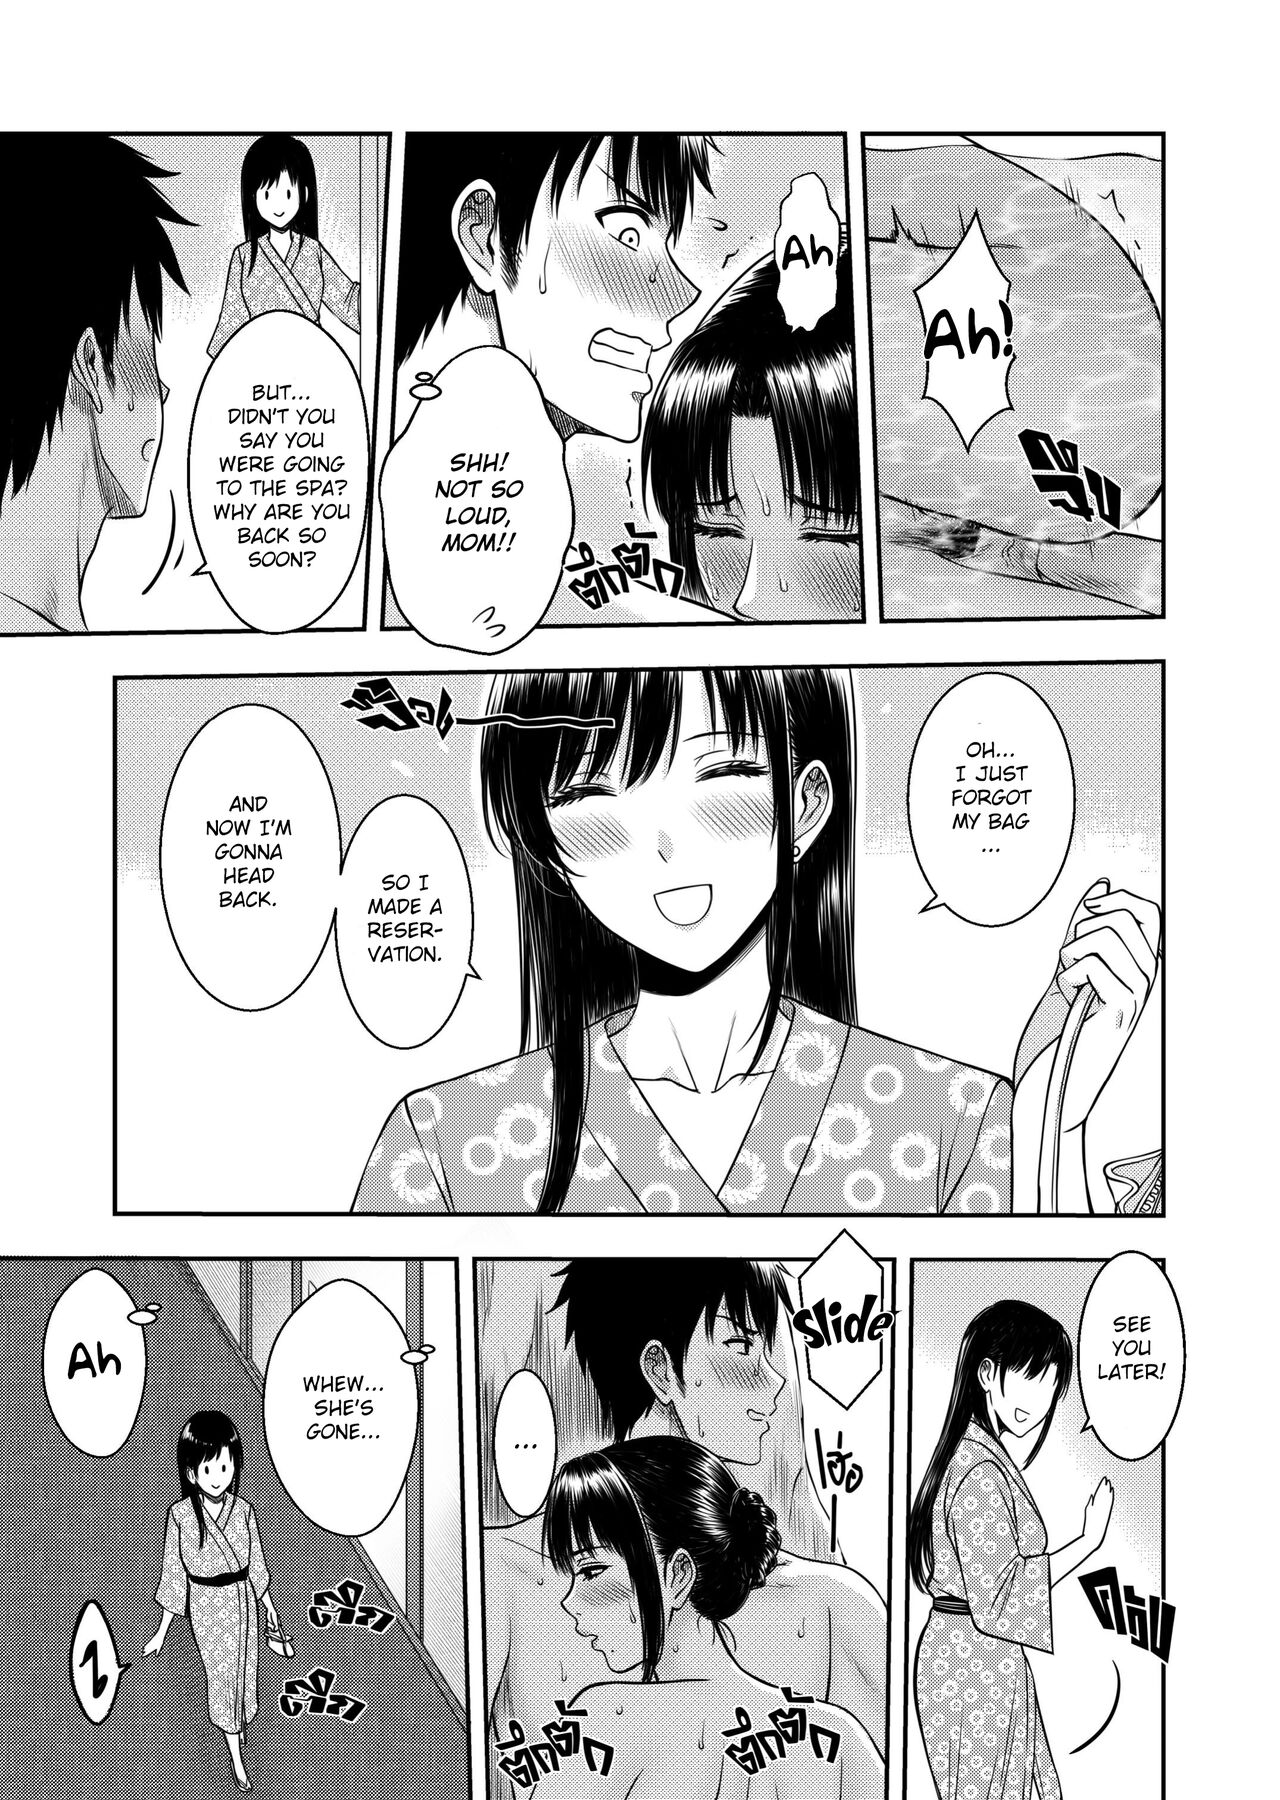 Ah!
Ah
SHH!
NOT SO
LOUD,
MOM!!
BUT...
DIDN'T YOU
SAY YOU
WERE GOING
TO THE SPA?
WHY ARE YOU
BACK SO
SOON?
OH...
I JUST
FORGOT
MY BAG
...
SO I
MADE A
RESER-
VATION.
AND
NOW I'M
GONNA
HEAD
BACK.
SEE
YOU
LATER!
Slide
...
ตึกตัก
ตึกตัก
ตึกตัก
WHEW...
SHE'S
GONE...
Ah